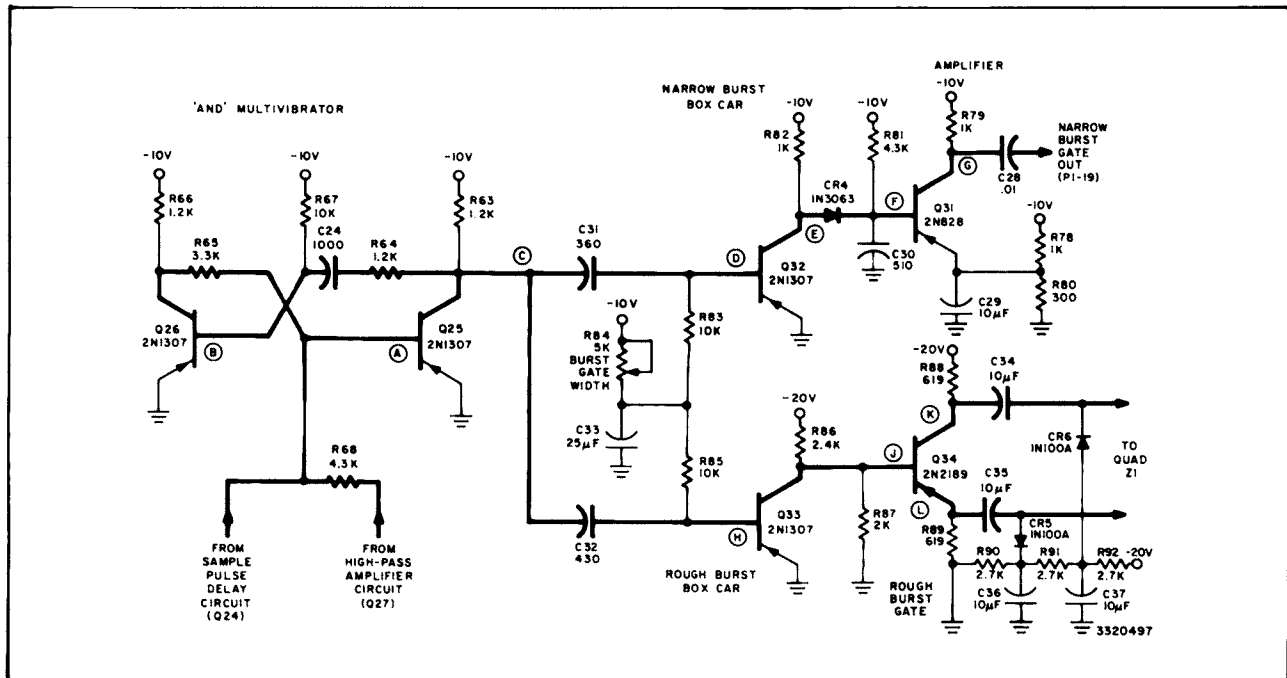 'AND' MULTIVIBRATOR
-10V
R66
1.2K
R65
3.3K
-10V
R67
10K
C24
1000
R64
1.2K
-10V
R63
1.2K
Q26
2N1307
B
A
Q25
2N1307
R68
4.3K
FROM
SAMPLE
PULSE
DELAY
CIRCUIT
(Q24)
FROM
HIGH-PASS
AMPLIFIER
CIRCUIT
(Q27)
C
C31
360
-10V
R84
5K
BURST
GATE
WIDTH
C33
25μF
R83
10K
R85
10K
C32
430
NARROW BURST
BOX CAR
-10V
R82
1K
D
Q32
2N1307
E
CR4
1N3063
-10V
R81
4.3K
F
C30
510
AMPLIFIER
-10V
R79
1K
G
C28
.01
NARROW
BURST
GATE
OUT
(P1-19)
Q31
2N828
-10V
R78
1K
R80
300
C29
10μF
-20V
R86
2.4K
H
Q33
2N1307
ROUGH BURST
BOX CAR
R87
2K
-20V
R88
619
K
J
Q34
2N2189
L
C34
10μF
C35
10μF
CR6
1N100A
TO
QUAD
Z1
CR5
1N100A
R89
619
R90
2.7K
R91
2.7K
R92
2.7K
-20V
ROUGH
BURST
GATE
C36
10μF
C37
10μF
3320497